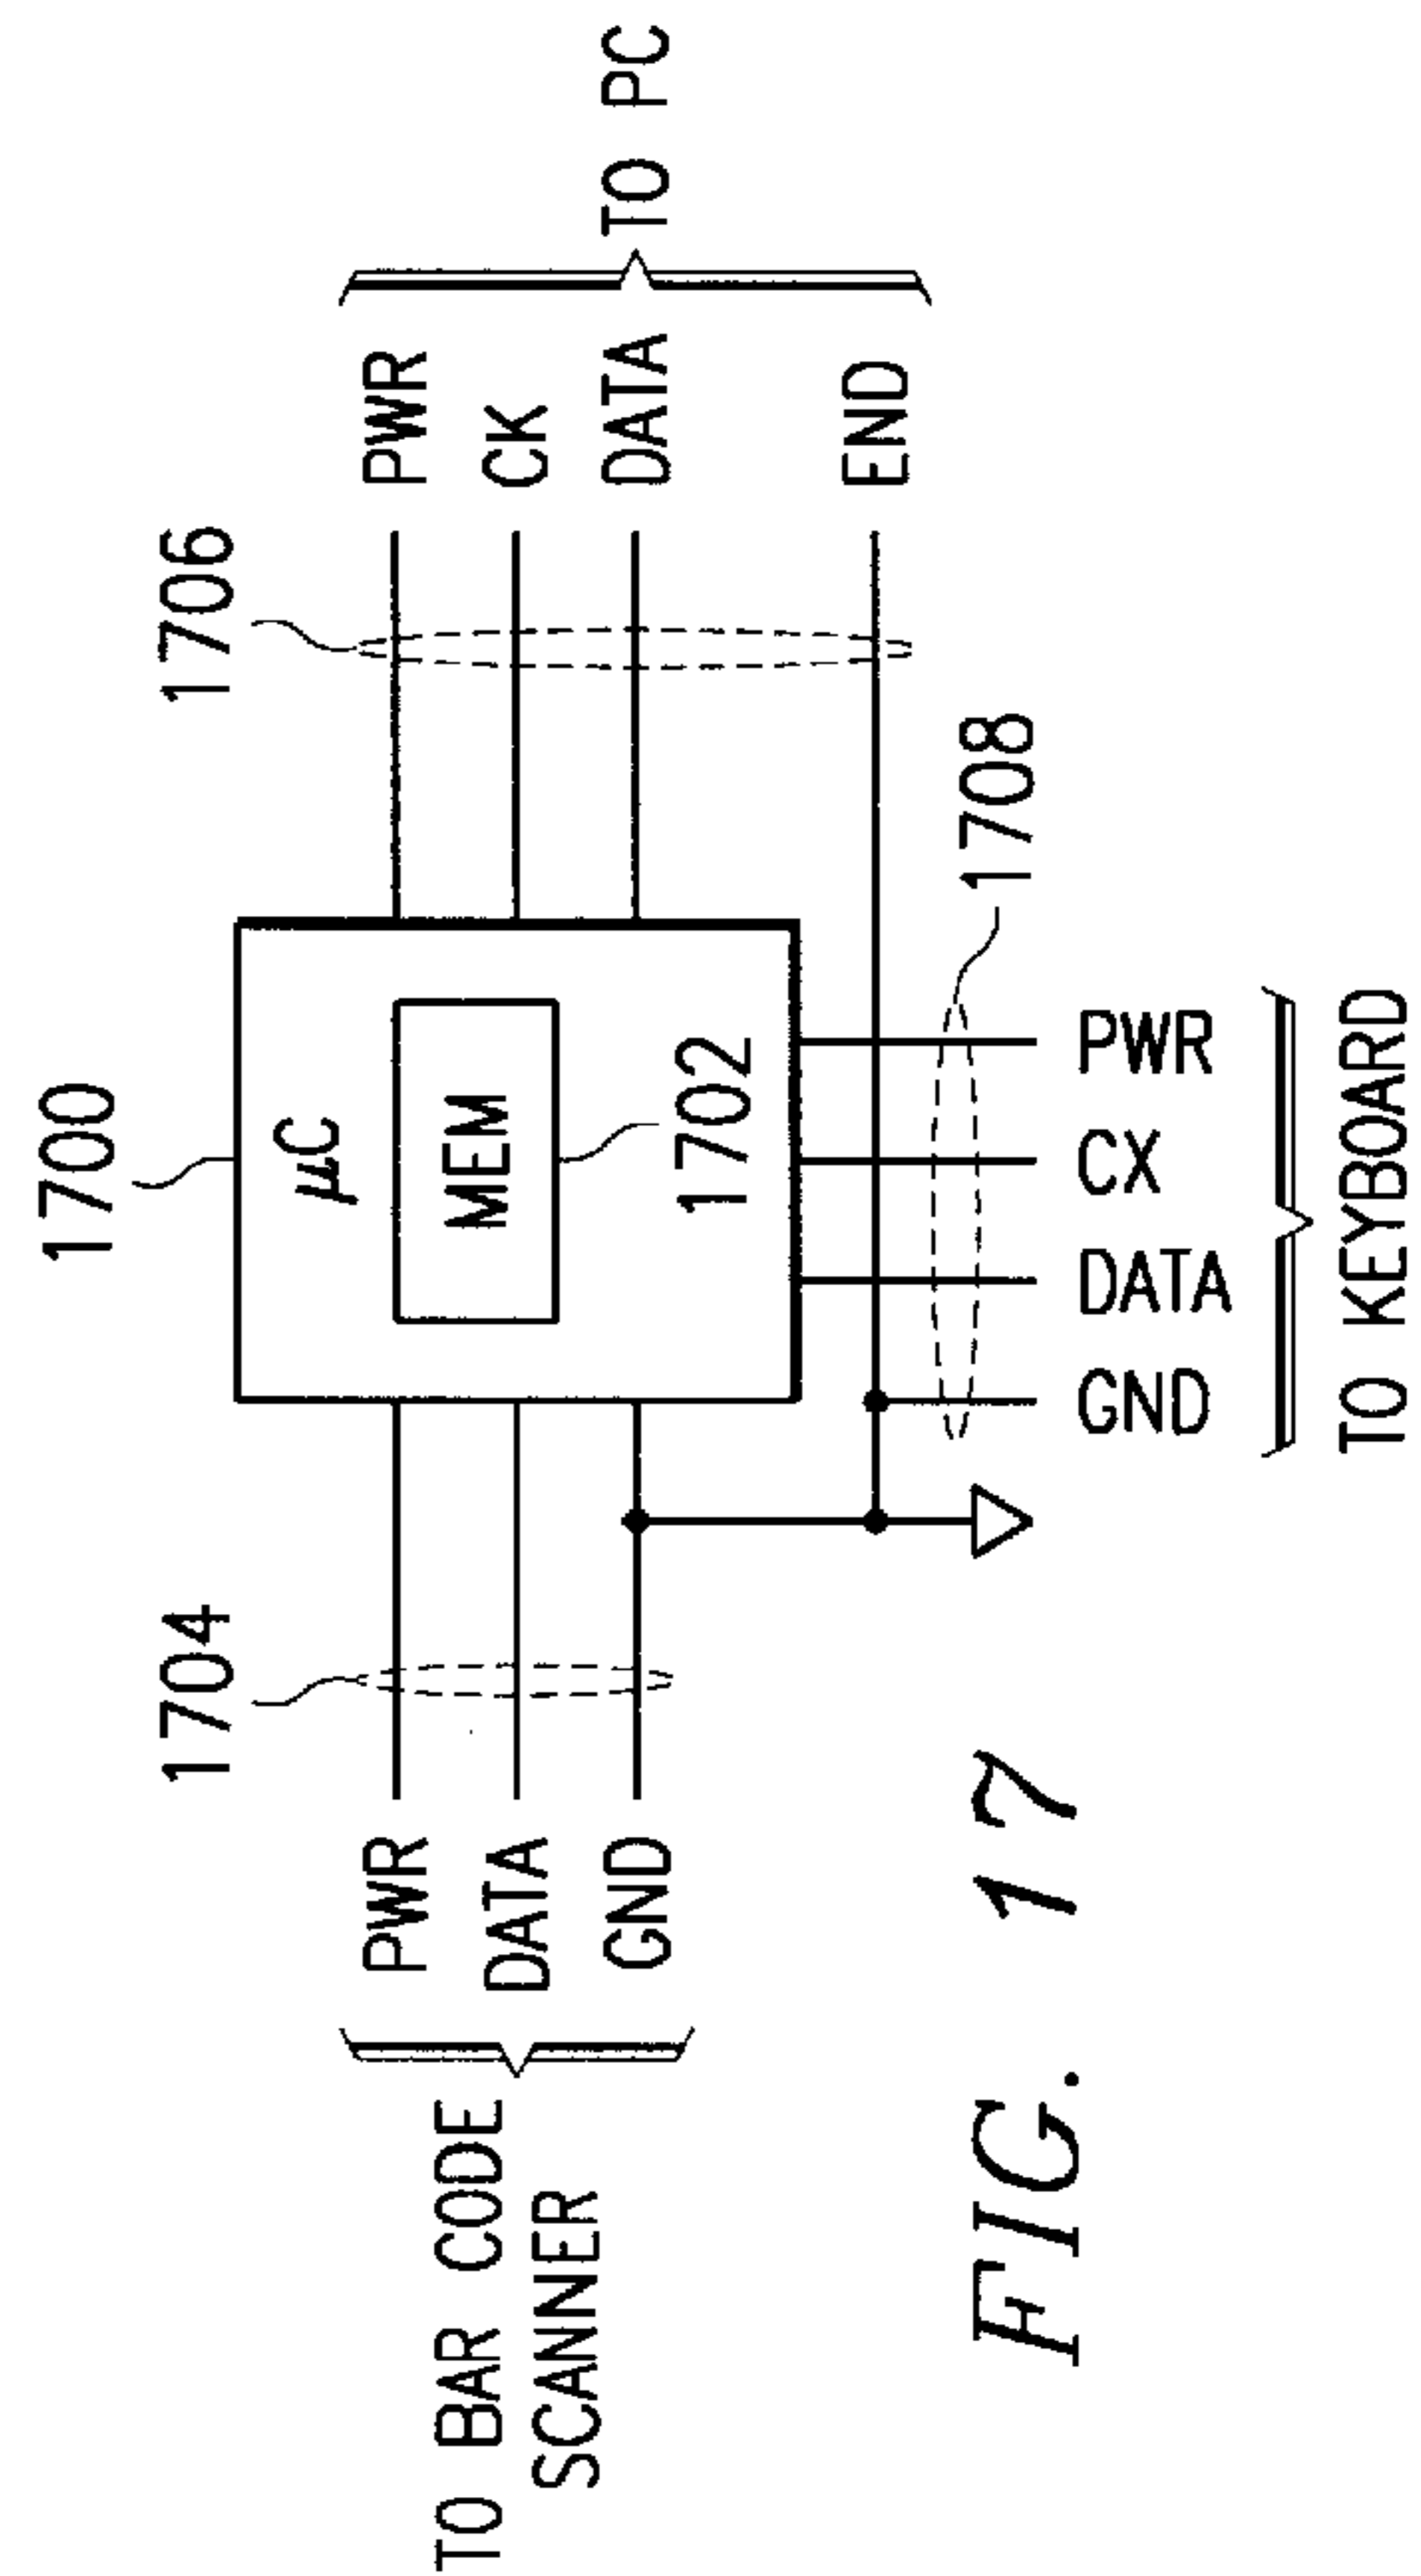 1700
1704
1706
PWR
DATA
GND
TO BAR CODE
SCANNER
µC
MEM
1702
PWR
CK
DATA
END
TO PC
1708
GND
DATA
CX
PWR
TO KEYBOARD
FIG. 17